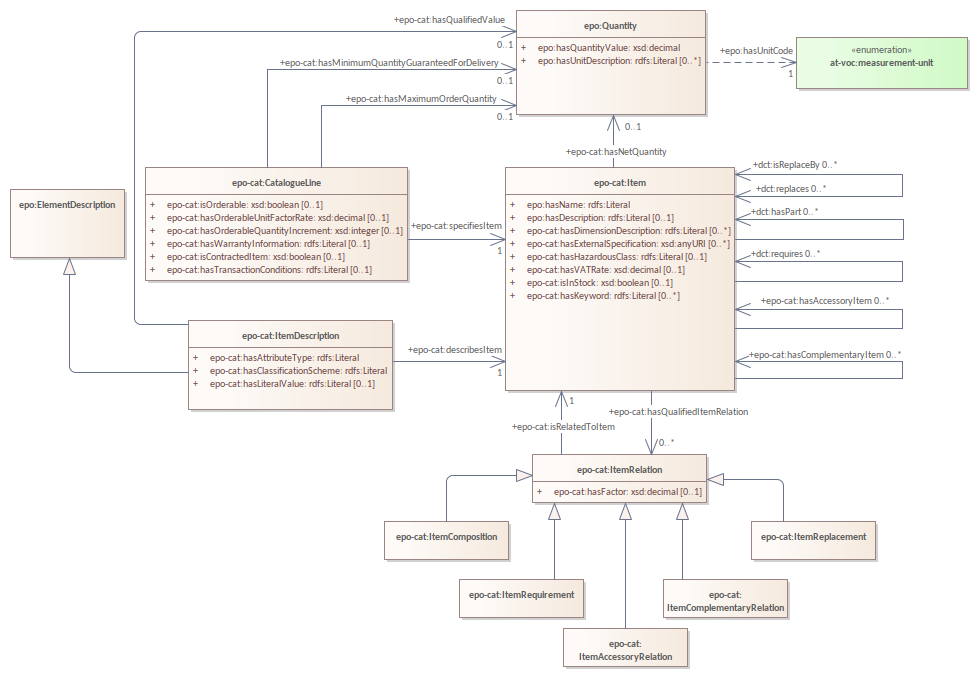 +epo-cat:hasQualifiedValue
0..1
epo:Quantity
+ epo:hasQuantityValue: xsd:decimal
+ epo:hasUnitDescription: rdfs:Literal [0..*]
+epo:hasUnitCode
1
«enumeration»
at-voc:measurement-unit
+epo-cat:hasMinimumQuantityGuaranteedForDelivery
0..1
+epo-cat:hasMaximumOrderQuantity
0..1
0..1
+epo-cat:hasNetQuantity
epo:ElementDescription
epo-cat:CatalogueLine
+ epo-cat:isOrderable: xsd:boolean [0..1]
+ epo-cat:hasOrderableUnitFactorRate: xsd:decimal [0..1]
+ epo-cat:hasOrderableQuantityIncrement: xsd:integer [0..1]
+ epo-cat:hasWarrantyInformation: rdfs:Literal [0..1]
+ epo-cat:isContractedItem: xsd:boolean [0..1]
+ epo-cat:hasTransactionConditions: rdfs:Literal [0..1]
+epo-cat:specifiesItem
1
epo-cat:Item
+ epo:hasName: rdfs:Literal
+ epo:hasDescription: rdfs:Literal [0..1]
+ epo-cat:hasDimensionDescription: rdfs:Literal [0..*]
+ epo-cat:hasExternalSpecification: xsd:anyURI [0..*]
+ epo-cat:hasHazardousClass: rdfs:Literal [0..1]
+ epo-cat:hasVATRate: xsd:decimal [0..1]
+ epo-cat:isInStock: xsd:boolean [0..1]
+ epo-cat:hasKeyword: rdfs:Literal [0..*]
+dct:isReplaceBy 0..*
+dct:replaces 0..*
+dct:hasPart 0..*
+dct:requires 0..*
+epo-cat:hasAccessoryItem 0..*
+epo-cat:hasComplementaryItem 0..*
epo-cat:ItemDescription
+ epo-cat:hasAttributeType: rdfs:Literal
+ epo-cat:hasClassificationScheme: rdfs:Literal
+ epo-cat:hasLiteralValue: rdfs:Literal [0..1]
+epo-cat:describesItem
1
1
+epo-cat:isRelatedToItem
+epo-cat:hasQualifiedItemRelation
0..*
epo-cat:ItemRelation
+ epo-cat:hasFactor: xsd:decimal [0..1]
epo-cat:ItemComposition
epo-cat:ItemReplacement
epo-cat:ItemRequirement
epo-cat:
ItemComplementaryRelation
epo-cat:
ItemAccessoryRelation